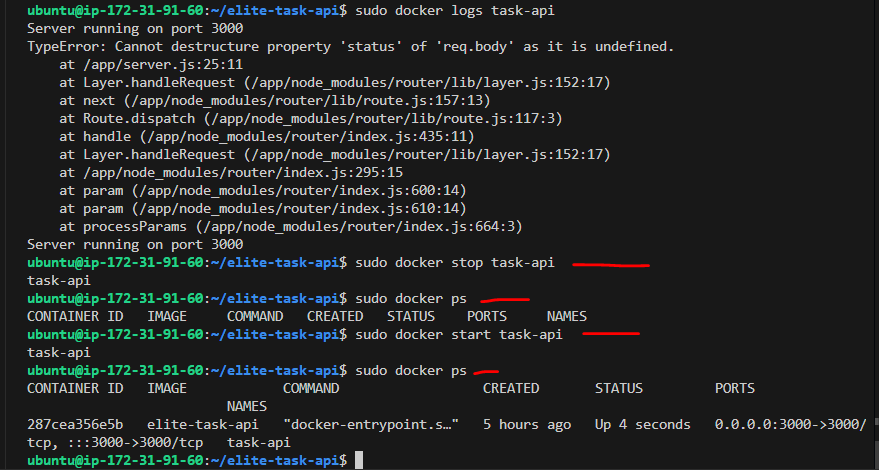 ubuntu@ip-172-31-91-60:~/elite-task-api$ sudo docker logs task-api
Server running on port 3000
TypeError: Cannot destructure property 'status' of 'req.body' as it is undefined.
    at /app/server.js:25:11
    at Layer.handleRequest (/app/node_modules/router/lib/layer.js:152:17)
    at next (/app/node_modules/router/lib/route.js:157:13)
    at Route.dispatch (/app/node_modules/router/lib/route.js:117:3)
    at handle (/app/node_modules/router/index.js:435:11)
    at Layer.handleRequest (/app/node_modules/router/lib/layer.js:152:17)
    at /app/node_modules/router/index.js:295:15
    at param (/app/node_modules/router/index.js:600:14)
    at param (/app/node_modules/router/index.js:610:14)
    at processParams (/app/node_modules/router/index.js:664:3)
Server running on port 3000
ubuntu@ip-172-31-91-60:~/elite-task-api$ sudo docker stop task-api
task-api
ubuntu@ip-172-31-91-60:~/elite-task-api$ sudo docker ps
CONTAINER ID   IMAGE     COMMAND   CREATED   STATUS    PORTS     NAMES
ubuntu@ip-172-31-91-60:~/elite-task-api$ sudo docker start task-api
task-api
ubuntu@ip-172-31-91-60:~/elite-task-api$ sudo docker ps
CONTAINER ID   IMAGE            COMMAND                  CREATED       STATUS         PORTS
                         NAMES
287cea356e5b   elite-task-api   "docker-entrypoint.s…"   5 hours ago   Up 4 seconds   0.0.0.0:3000->3000/
tcp, :::3000->3000/tcp   task-api
ubuntu@ip-172-31-91-60:~/elite-task-api$